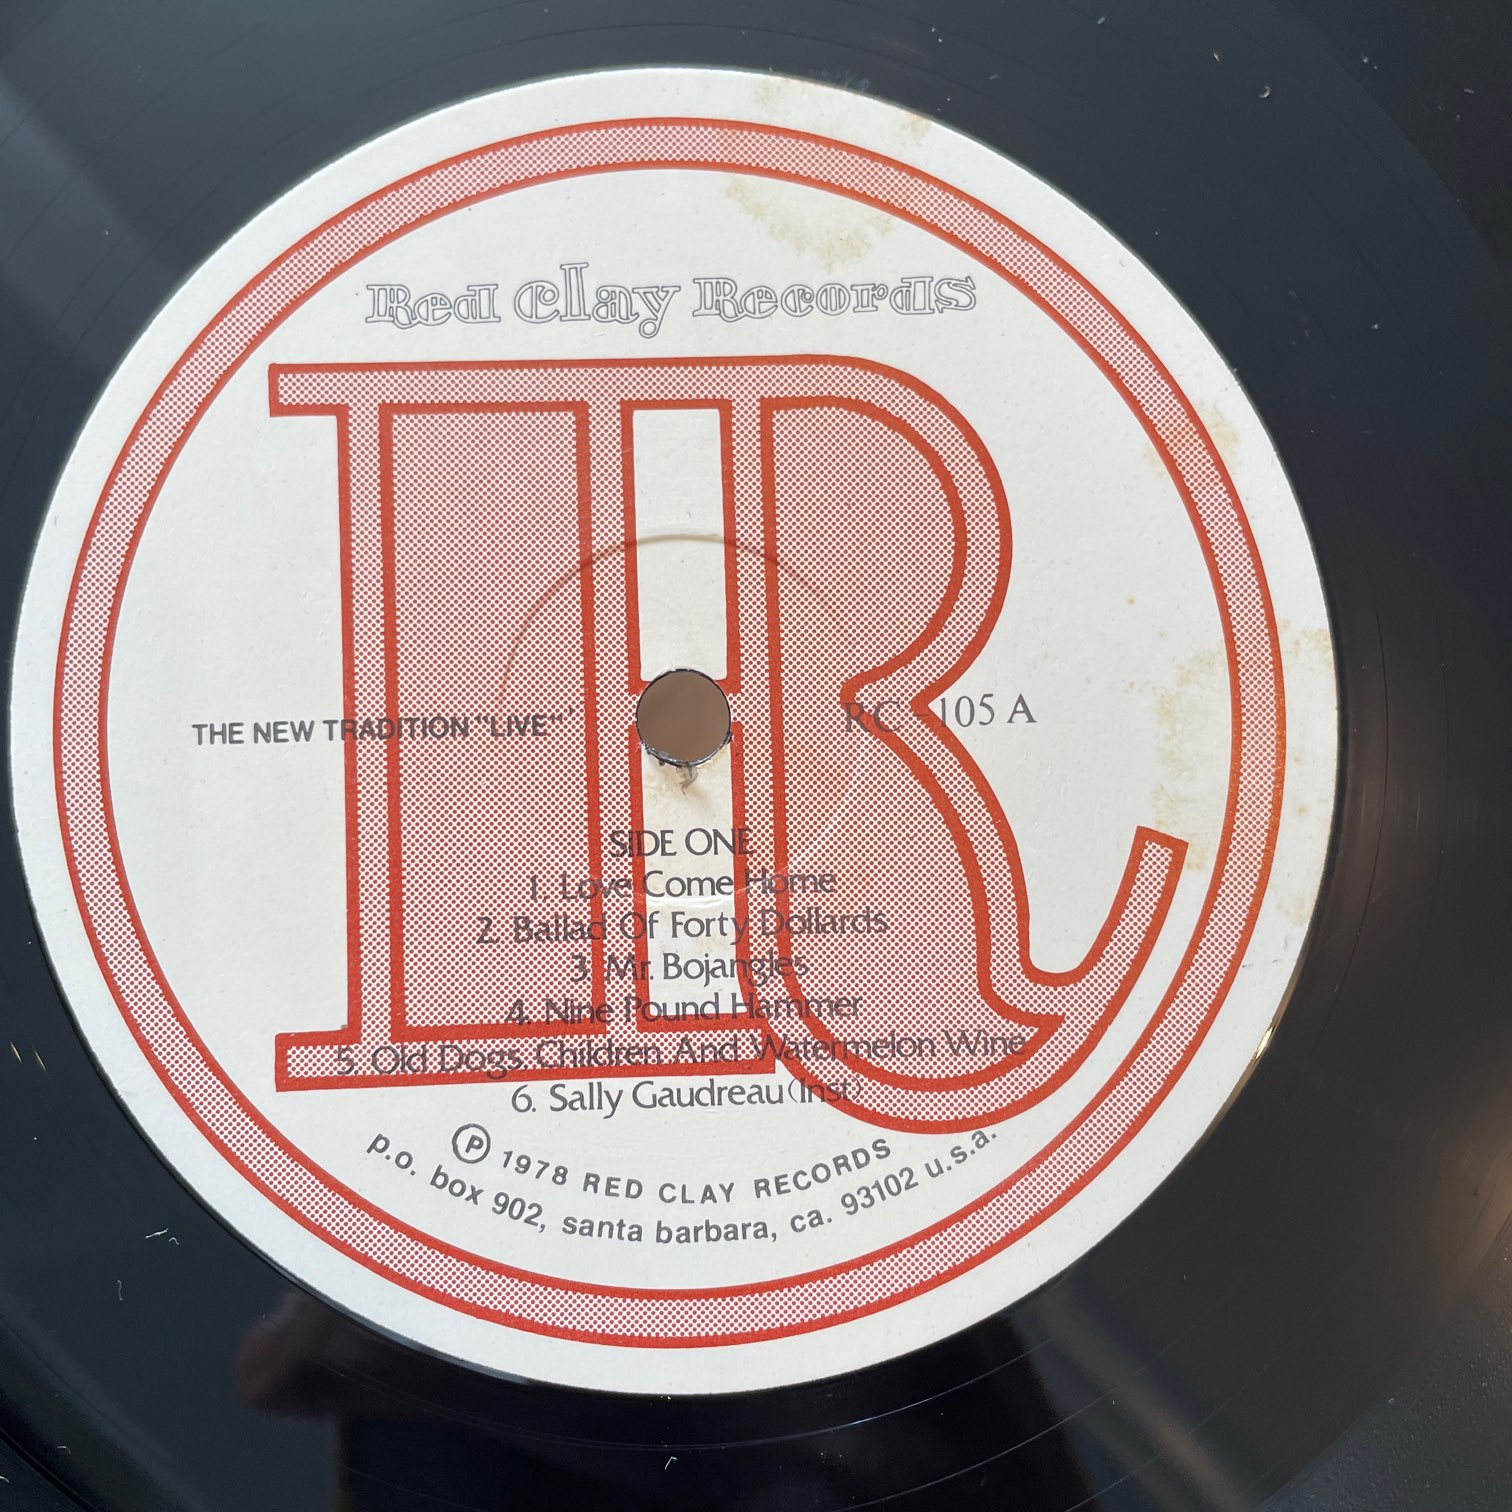 Red Clay Records
THE NEW TRADITION "LIVE"
RC-105 A
SIDE ONE
1. Love Come Home
2. Ballad Of Forty Dollards
3. Mr. Bojangles
4. Nine Pound Hammer
5. Old Dogs, Children And Watermelon Wine
6. Sally Gaudreau (Inst)
Ⓟ 1978 RED CLAY RECORDS
p.o. box 902, santa barbara, ca. 93102 u.s.a.